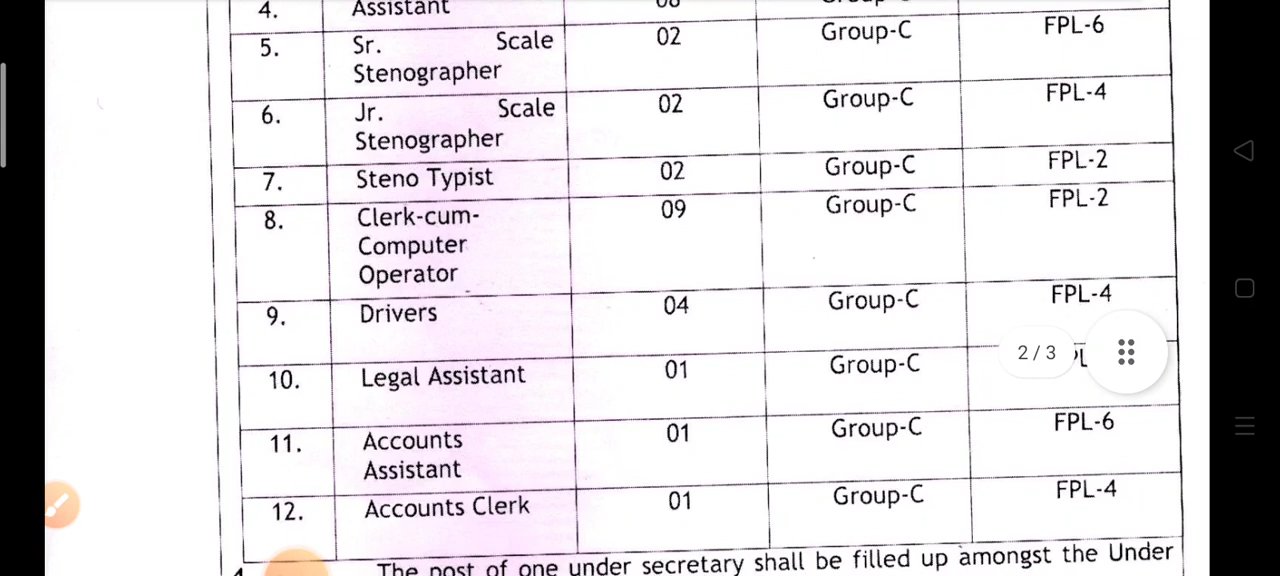 4. Assistant 08 Group-C
5. Sr. Scale Stenographer 02 Group-C FPL-6
6. Jr. Scale Stenographer 02 Group-C FPL-4
7. Steno Typist 02 Group-C FPL-2
8. Clerk-cum-Computer Operator 09 Group-C FPL-2
9. Drivers 04 Group-C FPL-4
10. Legal Assistant 01 Group-C
2/3
11. Accounts Assistant 01 Group-C FPL-6
12. Accounts Clerk 01 Group-C FPL-4
The post of one under secretary shall be filled up amongst the Under